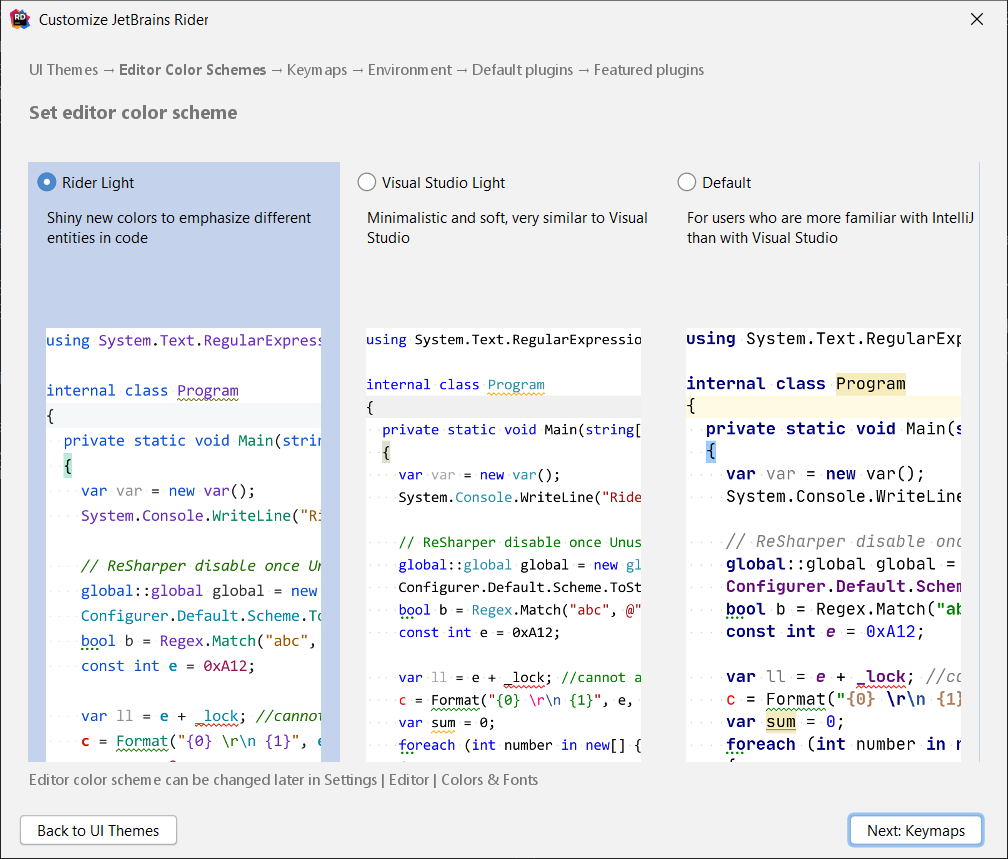 Customize JetBrains Rider
UI Themes → Editor Color Schemes → Keymaps → Environment → Default plugins → Featured plugins
Set editor color scheme
Rider Light
Shiny new colors to emphasize different
entities in code
using System.Text.RegularExpress
internal class Program
{
private static void Main(strin
{
var var = new var();
System.Console.WriteLine("Ri
// ReSharper disable once Un
global::global global = new
Configurer.Default.Scheme.To
bool b = Regex.Match("abc",
const int e = 0xA12;
var ll = e + _lock; //cannot
c = Format("{0} \r\n {1}", e
Visual Studio Light
Minimalistic and soft, very similar to Visual
Studio
using System.Text.RegularExpressio
internal class Program
{
private static void Main(string[
{
var var = new var();
System.Console.WriteLine("Ride
// ReSharper disable once Unus
global::global global = new gl
Configurer.Default.Scheme.ToSt
bool b = Regex.Match("abc", @"
const int e = 0xA12;
var ll = e + _lock; //cannot a
c = Format("{0} \r\n {1}", e,
var sum = 0;
foreach (int number in new[] {
Default
For users who are more familiar with IntelliJ
than with Visual Studio
using System.Text.RegularExp
internal class Program
{
private static void Main(s
{
var var = new var();
System.Console.WriteLine
// ReSharper disable onc
global::global global =
Configurer.Default.Schem
bool b = Regex.Match("ab
const int e = 0xA12;
var ll = e + _lock; //ca
c = Format("{0} \r\n {1}
var sum = 0;
foreach (int number in n
Editor color scheme can be changed later in Settings | Editor | Colors & Fonts
Back to UI Themes
Next: Keymaps